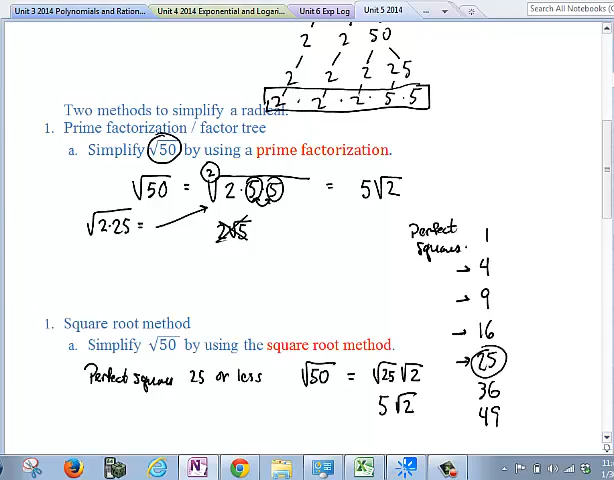 Unit 3 2014 Polynomials and Ration...
Unit 4 2014 Exponential and Logari...
Unit 6 Exp Log
Unit 5 2014
Search All Notebooks (
2 2 50
2 2 2 25
2 · 2 · 2 · 5 · 5
Two methods to simplify a radical.
1. Prime factorization / factor tree
a. Simplify √50 by using a prime factorization.
√50 = 2√2·5 5 = 5√2
√2·25 =
2√5
Perfect
Squares.
1
→ 4
→ 9
→ 16
→ 25
36
49
1. Square root method
a. Simplify √50 by using the square root method.
Perfect square 25 or less √50 = √25 √2
5 √2